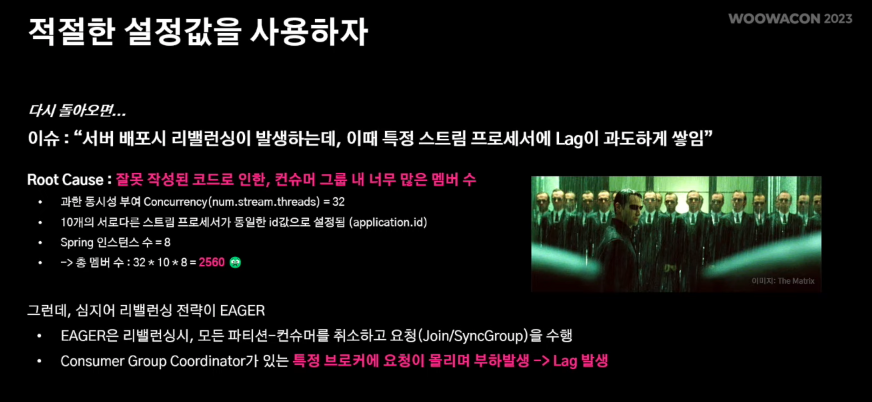 적절한 설정값을 사용하자
WOOWACON 2023
다시 돌아오면...
이슈 : “서버 배포시 리밸런싱이 발생하는데, 이때 특정 스트림 프로세서에 Lag이 과도하게 쌓임”
Root Cause : 잘못 작성된 코드로 인한, 컨슈머 그룹 내 너무 많은 멤버 수
• 과한 동시성 부여 Concurrency(num.stream.threads) = 32
• 10개의 서로다른 스트림 프로세서가 동일한 id값으로 설정됨 (application.id)
• Spring 인스턴스 수 = 8
• -> 총 멤버 수 : 32 * 10 * 8 = 2560
이미지: The Matrix
그런데, 심지어 리밸런싱 전략이 EAGER
• EAGER은 리밸런싱시, 모든 파티션-컨슈머를 취소하고 요청(Join/SyncGroup)을 수행
• Consumer Group Coordinator가 있는 특정 브로커에 요청이 몰리며 부하발생 -> Lag 발생